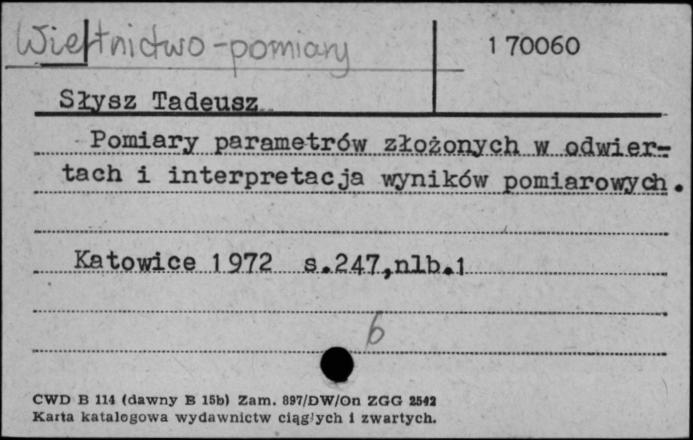 Wiertnictwo-pomiary
1 70060
Słysz Tadeusz
Pomiary parametrów złożonych w odwier-
tach i interpretacja wyników pomiarowych.
Katowice 1972 s.247,nlb.1
6
CWD B 114 (dawny B 15b) Zam. 897/DW/On ZGG 2542
Karta katalogowa wydawnictw ciągłych i zwartych.